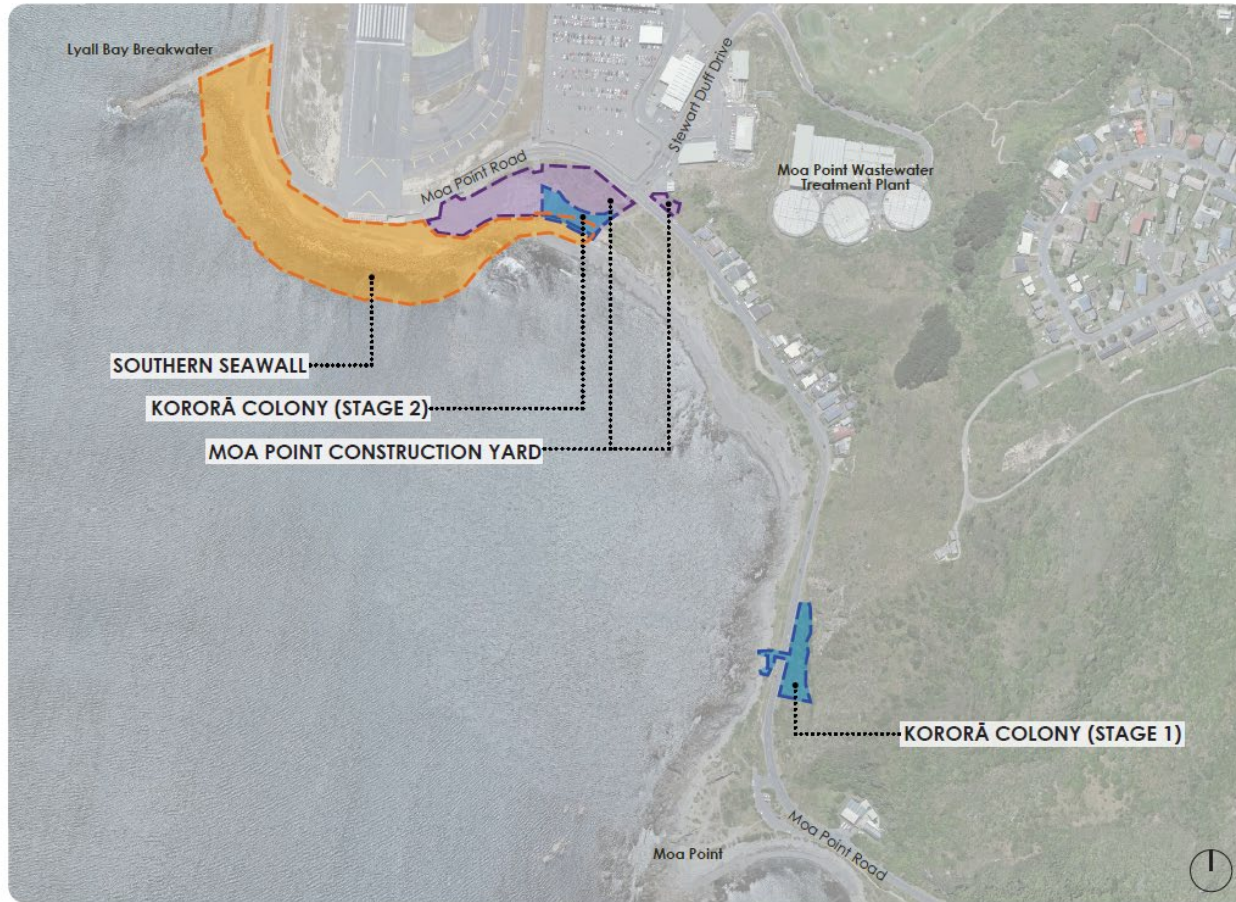 Lyall Bay Breakwater
Stewart Duff Drive
Moa Point Road
Moa Point Wastewater
Treatment Plant
SOUTHERN SEAWALL
KORORĀ COLONY (STAGE 2)
MOA POINT CONSTRUCTION YARD
KORORĀ COLONY (STAGE 1)
Moa Point Road
Moa Point